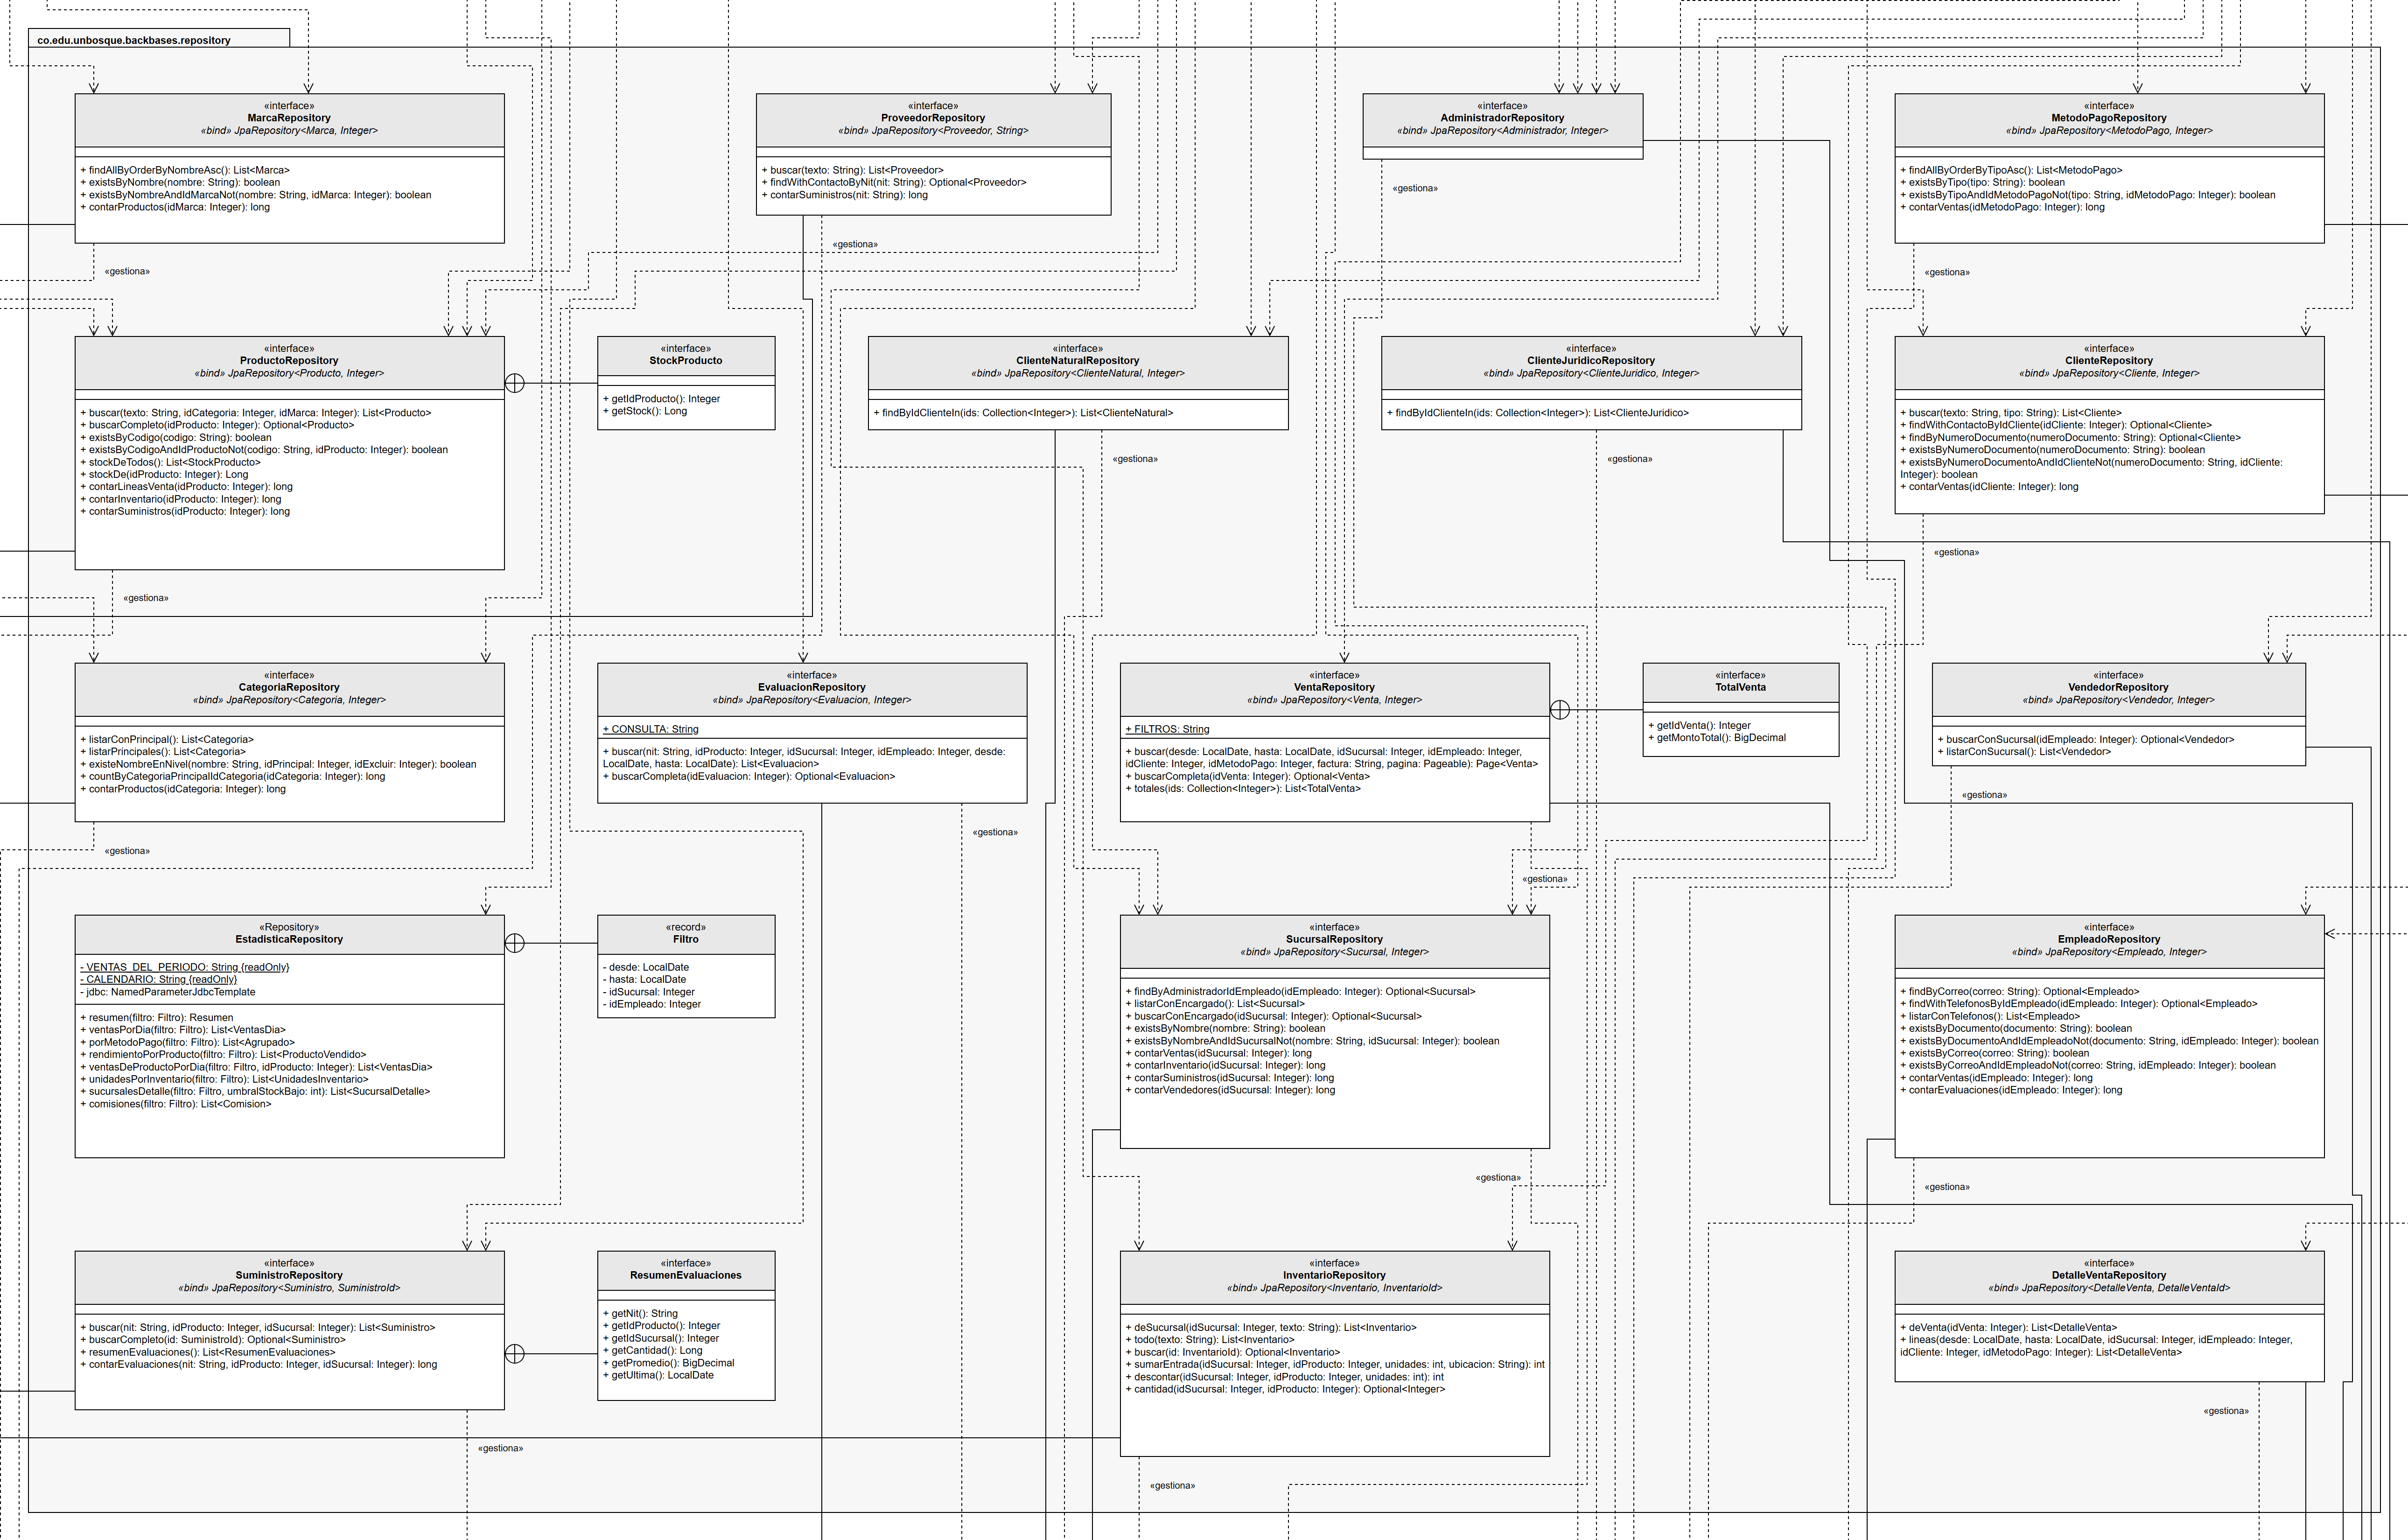 co.edu.unbosque.backbases.repository
«interface»
MarcaRepository
«bind» JpaRepository<Marca, Integer>
+ findAllByOrderByNombreAsc(): List<Marca>
+ existsByNombre(nombre: String): boolean
+ existsByNombreAndIdMarcaNot(nombre: String, idMarca: Integer): boolean
+ contarProductos(idMarca: Integer): long
«gestiona»
«interface»
ProveedorRepository
«bind» JpaRepository<Proveedor, String>
+ buscar(texto: String): List<Proveedor>
+ findWithContactoByNit(nit: String): Optional<Proveedor>
+ contarSuministros(nit: String): long
«gestiona»
«interface»
AdministradorRepository
«bind» JpaRepository<Administrador, Integer>
«gestiona»
«interface»
MetodoPagoRepository
«bind» JpaRepository<MetodoPago, Integer>
+ findAllByOrderByTipoAsc(): List<MetodoPago>
+ existsByTipo(tipo: String): boolean
+ existsByTipoAndIdMetodoPagoNot(tipo: String, idMetodoPago: Integer): boolean
+ contarVentas(idMetodoPago: Integer): long
«gestiona»
«interface»
ProductoRepository
«bind» JpaRepository<Producto, Integer>
+ buscar(texto: String, idCategoria: Integer, idMarca: Integer): List<Producto>
+ buscarCompleto(idProducto: Integer): Optional<Producto>
+ existsByCodigo(codigo: String): boolean
+ existsByCodigoAndIdProductoNot(codigo: String, idProducto: Integer): boolean
+ stockDeTodos(): List<StockProducto>
+ stockDe(idProducto: Integer): Long
+ contarLineasVenta(idProducto: Integer): long
+ contarInventario(idProducto: Integer): long
+ contarSuministros(idProducto: Integer): long
«gestiona»
«interface»
StockProducto
+ getIdProducto(): Integer
+ getStock(): Long
«interface»
ClienteNaturalRepository
«bind» JpaRepository<ClienteNatural, Integer>
+ findByIdClienteIn(ids: Collection<Integer>): List<ClienteNatural>
«gestiona»
«interface»
ClienteJuridicoRepository
«bind» JpaRepository<ClienteJuridico, Integer>
+ findByIdClienteIn(ids: Collection<Integer>): List<ClienteJuridico>
«gestiona»
«interface»
ClienteRepository
«bind» JpaRepository<Cliente, Integer>
+ buscar(texto: String, tipo: String): List<Cliente>
+ findWithContactoByIdCliente(idCliente: Integer): Optional<Cliente>
+ findByNumeroDocumento(numeroDocumento: String): Optional<Cliente>
+ existsByNumeroDocumento(numeroDocumento: String): boolean
+ existsByNumeroDocumentoAndIdClienteNot(numeroDocumento: String, idCliente:
Integer): boolean
+ contarVentas(idCliente: Integer): long
«gestiona»
«interface»
CategoriaRepository
«bind» JpaRepository<Categoria, Integer>
+ listarConPrincipal(): List<Categoria>
+ listarPrincipales(): List<Categoria>
+ existeNombreEnNivel(nombre: String, idPrincipal: Integer, idExcluir: Integer): boolean
+ countByCategoriaPrincipalIdCategoria(idCategoria: Integer): long
+ contarProductos(idCategoria: Integer): long
«gestiona»
«interface»
EvaluacionRepository
«bind» JpaRepository<Evaluacion, Integer>
+ CONSULTA: String
+ buscar(nit: String, idProducto: Integer, idSucursal: Integer, idEmpleado: Integer, desde:
LocalDate, hasta: LocalDate): List<Evaluacion>
+ buscarCompleta(idEvaluacion: Integer): Optional<Evaluacion>
«gestiona»
«interface»
VentaRepository
«bind» JpaRepository<Venta, Integer>
+ FILTROS: String
+ buscar(desde: LocalDate, hasta: LocalDate, idSucursal: Integer, idEmpleado: Integer,
idCliente: Integer, idMetodoPago: Integer, factura: String, pagina: Pageable): Page<Venta>
+ buscarCompleta(idVenta: Integer): Optional<Venta>
+ totales(ids: Collection<Integer>): List<TotalVenta>
«gestiona»
«interface»
TotalVenta
+ getIdVenta(): Integer
+ getMontoTotal(): BigDecimal
«interface»
VendedorRepository
«bind» JpaRepository<Vendedor, Integer>
+ buscarConSucursal(idEmpleado: Integer): Optional<Vendedor>
+ listarConSucursal(): List<Vendedor>
«gestiona»
«Repository»
EstadisticaRepository
- VENTAS_DEL_PERIODO: String {readOnly}
- CALENDARIO: String {readOnly}
- jdbc: NamedParameterJdbcTemplate
+ resumen(filtro: Filtro): Resumen
+ ventasPorDia(filtro: Filtro): List<VentasDia>
+ porMetodoPago(filtro: Filtro): List<Agrupado>
+ rendimientoPorProducto(filtro: Filtro): List<ProductoVendido>
+ ventasDeProductoPorDia(filtro: Filtro, idProducto: Integer): List<VentasDia>
+ unidadesPorInventario(filtro: Filtro): List<UnidadesInventario>
+ sucursalesDetalle(filtro: Filtro, umbralStockBajo: int): List<SucursalDetalle>
+ comisiones(filtro: Filtro): List<Comision>
«record»
Filtro
- desde: LocalDate
- hasta: LocalDate
- idSucursal: Integer
- idEmpleado: Integer
«interface»
SucursalRepository
«bind» JpaRepository<Sucursal, Integer>
+ findByAdministradorIdEmpleado(idEmpleado: Integer): Optional<Sucursal>
+ listarConEncargado(): List<Sucursal>
+ buscarConEncargado(idSucursal: Integer): Optional<Sucursal>
+ existsByNombre(nombre: String): boolean
+ existsByNombreAndIdSucursalNot(nombre: String, idSucursal: Integer): boolean
+ contarVentas(idSucursal: Integer): long
+ contarInventario(idSucursal: Integer): long
+ contarSuministros(idSucursal: Integer): long
+ contarVendedores(idSucursal: Integer): long
«gestiona»
«interface»
EmpleadoRepository
«bind» JpaRepository<Empleado, Integer>
+ findByCorreo(correo: String): Optional<Empleado>
+ findWithTelefonosByIdEmpleado(idEmpleado: Integer): Optional<Empleado>
+ listarConTelefonos(): List<Empleado>
+ existsByDocumento(documento: String): boolean
+ existsByDocumentoAndIdEmpleadoNot(documento: String, idEmpleado: Integer): boolean
+ existsByCorreo(correo: String): boolean
+ existsByCorreoAndIdEmpleadoNot(correo: String, idEmpleado: Integer): boolean
+ contarVentas(idEmpleado: Integer): long
+ contarEvaluaciones(idEmpleado: Integer): long
«gestiona»
«interface»
SuministroRepository
«bind» JpaRepository<Suministro, SuministroId>
+ buscar(nit: String, idProducto: Integer, idSucursal: Integer): List<Suministro>
+ buscarCompleto(id: SuministroId): Optional<Suministro>
+ resumenEvaluaciones(): List<ResumenEvaluaciones>
+ contarEvaluaciones(nit: String, idProducto: Integer, idSucursal: Integer): long
«gestiona»
«interface»
ResumenEvaluaciones
+ getNit(): String
+ getIdProducto(): Integer
+ getIdSucursal(): Integer
+ getCantidad(): Long
+ getPromedio(): BigDecimal
+ getUltima(): LocalDate
«interface»
InventarioRepository
«bind» JpaRepository<Inventario, InventarioId>
+ deSucursal(idSucursal: Integer, texto: String): List<Inventario>
+ todo(texto: String): List<Inventario>
+ buscar(id: InventarioId): Optional<Inventario>
+ sumarEntrada(idSucursal: Integer, idProducto: Integer, unidades: int, ubicacion: String): int
+ descontar(idSucursal: Integer, idProducto: Integer, unidades: int): int
+ cantidad(idSucursal: Integer, idProducto: Integer): Optional<Integer>
«gestiona»
«interface»
DetalleVentaRepository
«bind» JpaRepository<DetalleVenta, DetalleVentaId>
+ deVenta(idVenta: Integer): List<DetalleVenta>
+ lineas(desde: LocalDate, hasta: LocalDate, idSucursal: Integer, idEmpleado: Integer,
idCliente: Integer, idMetodoPago: Integer): List<DetalleVenta>
«gestiona»